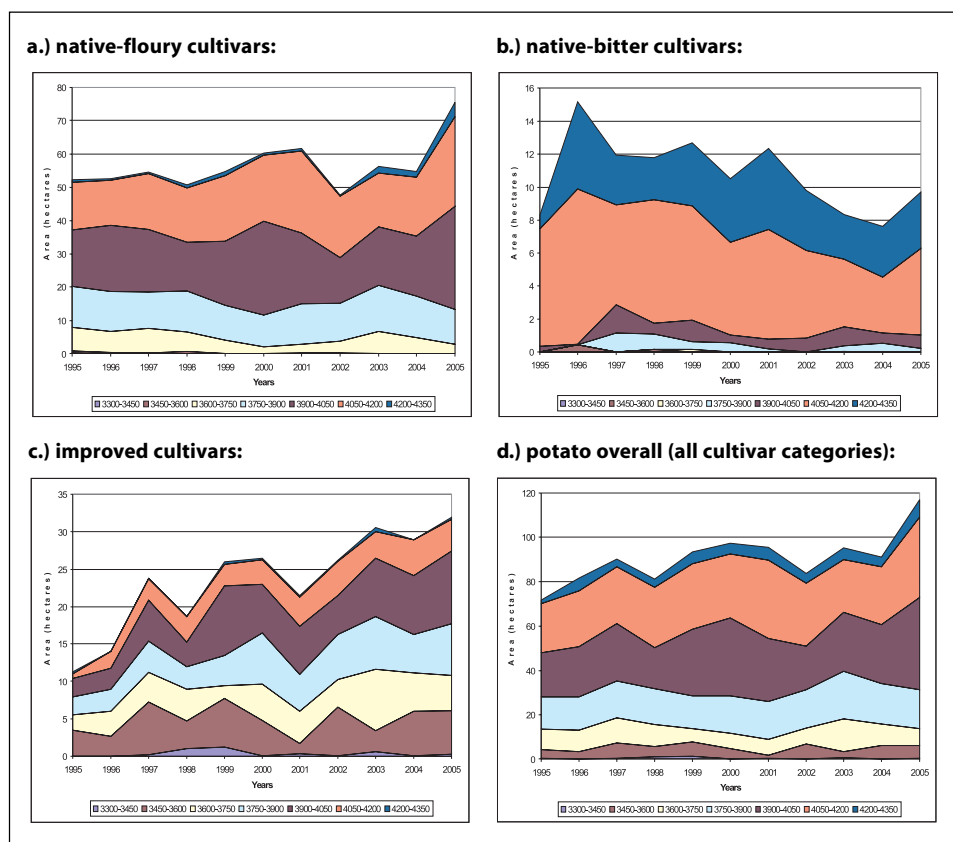 a.) native-floury cultivars:
80
70
60
50
40
30
20
10
0
Area (hectares)
1995 1996 1997 1998 1999 2000 2001 2002 2003 2004 2005
Years
3300-3450 3450-3600 3600-3750 3750-3900 3900-4050 4050-4200 4200-4350
b.) native-bitter cultivars:
16
14
12
10
8
6
4
2
0
Area (hectares)
1995 1996 1997 1998 1999 2000 2001 2002 2003 2004 2005
Years
3300-3450 3450-3600 3600-3750 3750-3900 3900-4050 4050-4200 4200-4350
c.) improved cultivars:
35
30
25
20
15
10
5
0
Area (hectares)
1995 1996 1997 1998 1999 2000 2001 2002 2003 2004 2005
Years
3300-3450 3450-3600 3600-3750 3750-3900 3900-4050 4050-4200 4200-4350
d.) potato overall (all cultivar categories):
120
100
80
60
40
20
0
Area (hectares)
1995 1996 1997 1998 1999 2000 2001 2002 2003 2004 2005
Years
3300-3450 3450-3600 3600-3750 3750-3900 3900-4050 4050-4200 4200-4350